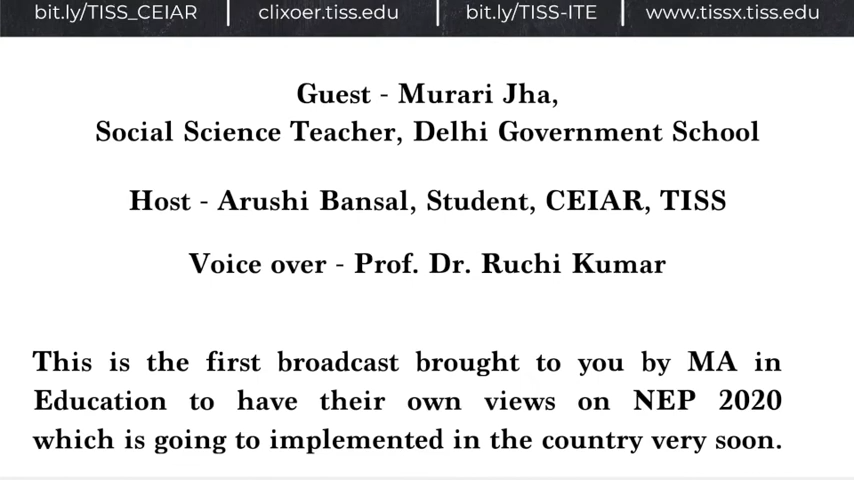 bit.ly/TISS_CEIAR | clixoer.tiss.edu | bit.ly/TISS-ITE | www.tissx.tiss.edu
Guest - Murari Jha,
Social Science Teacher, Delhi Government School
Host - Arushi Bansal, Student, CEIAR, TISS
Voice over - Prof. Dr. Ruchi Kumar
This is the first broadcast brought to you by MA in
Education to have their own views on NEP 2020
which is going to implemented in the country very soon.